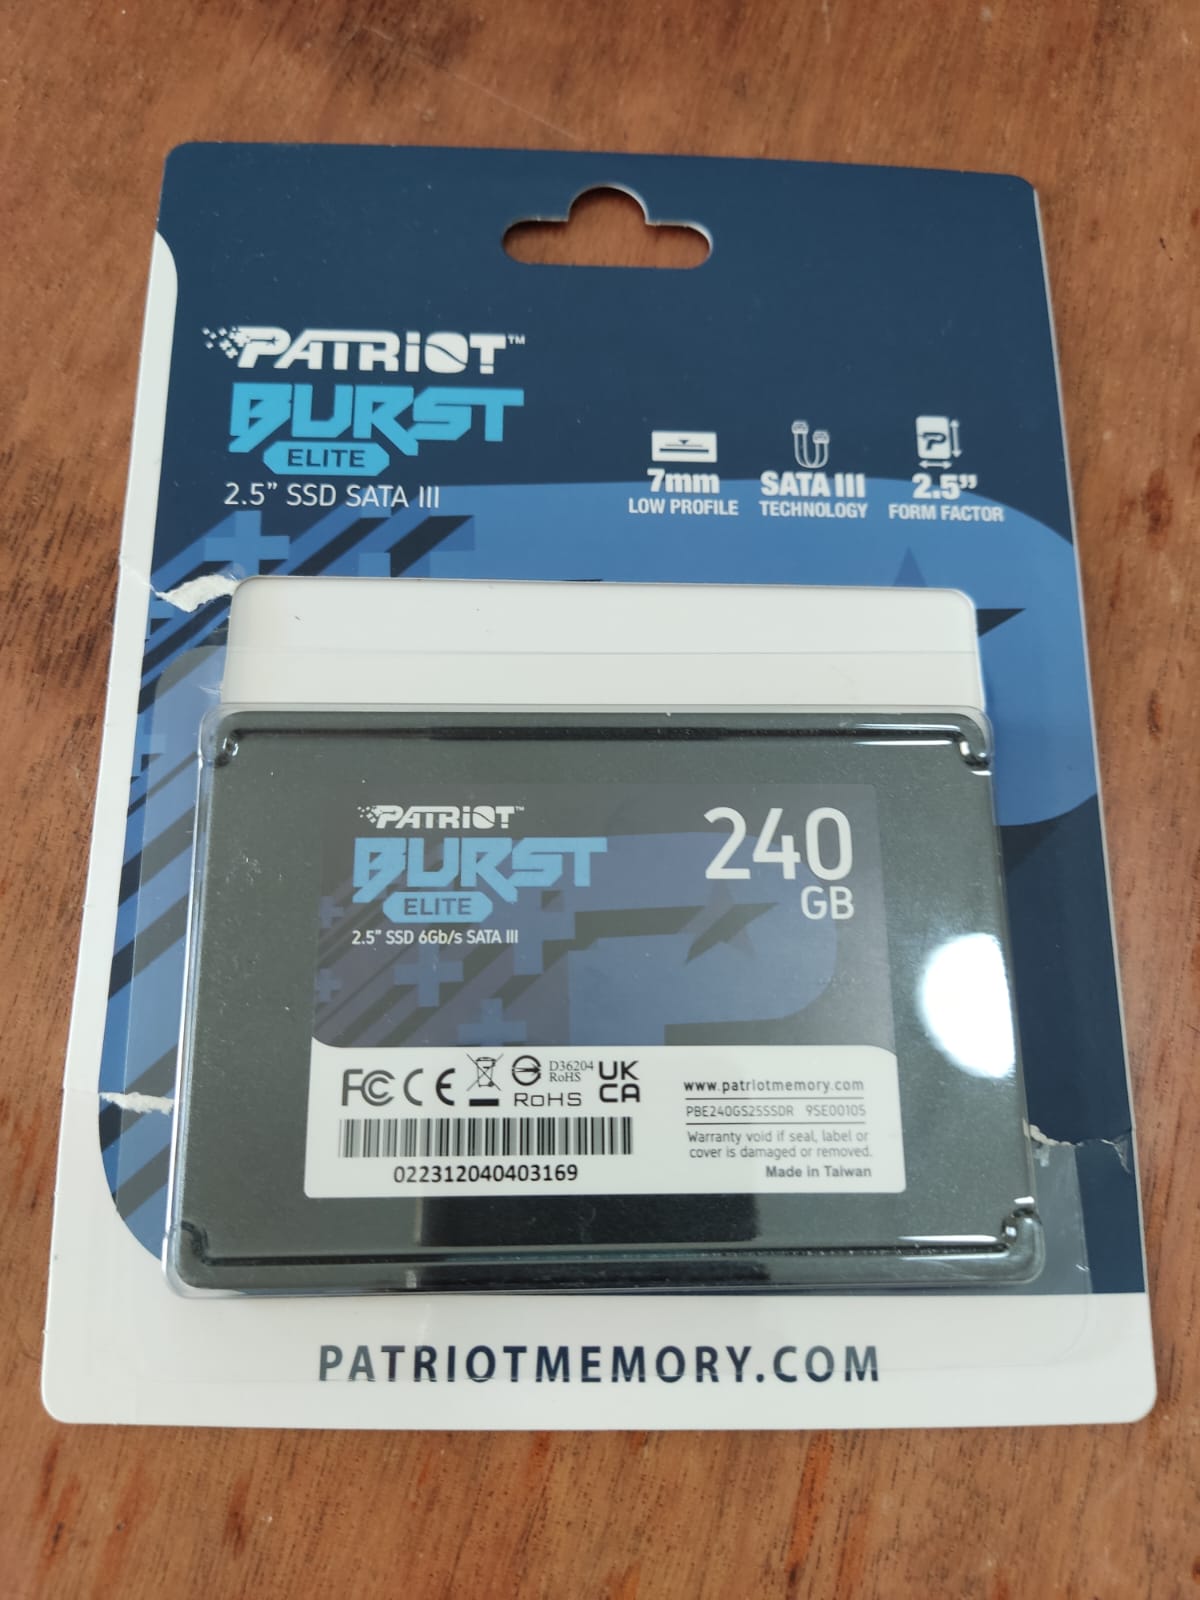 PATRiOT™
BURST
ELITE
2.5” SSD SATA III
7mm
LOW PROFILE
SATA III
TECHNOLOGY
2.5”
FORM FACTOR
PATRiOT™
BURST
ELITE
2.5” SSD 6Gb/s SATA III
240
GB
FC CE D36204 RoHS RoHS UK CA
022312040403169
www.patriotmemory.com
PBE240GS25SSDR 9SE00105
Warranty void if seal, label or
cover is damaged or removed.
Made in Taiwan
PATRIOTMEMORY.COM